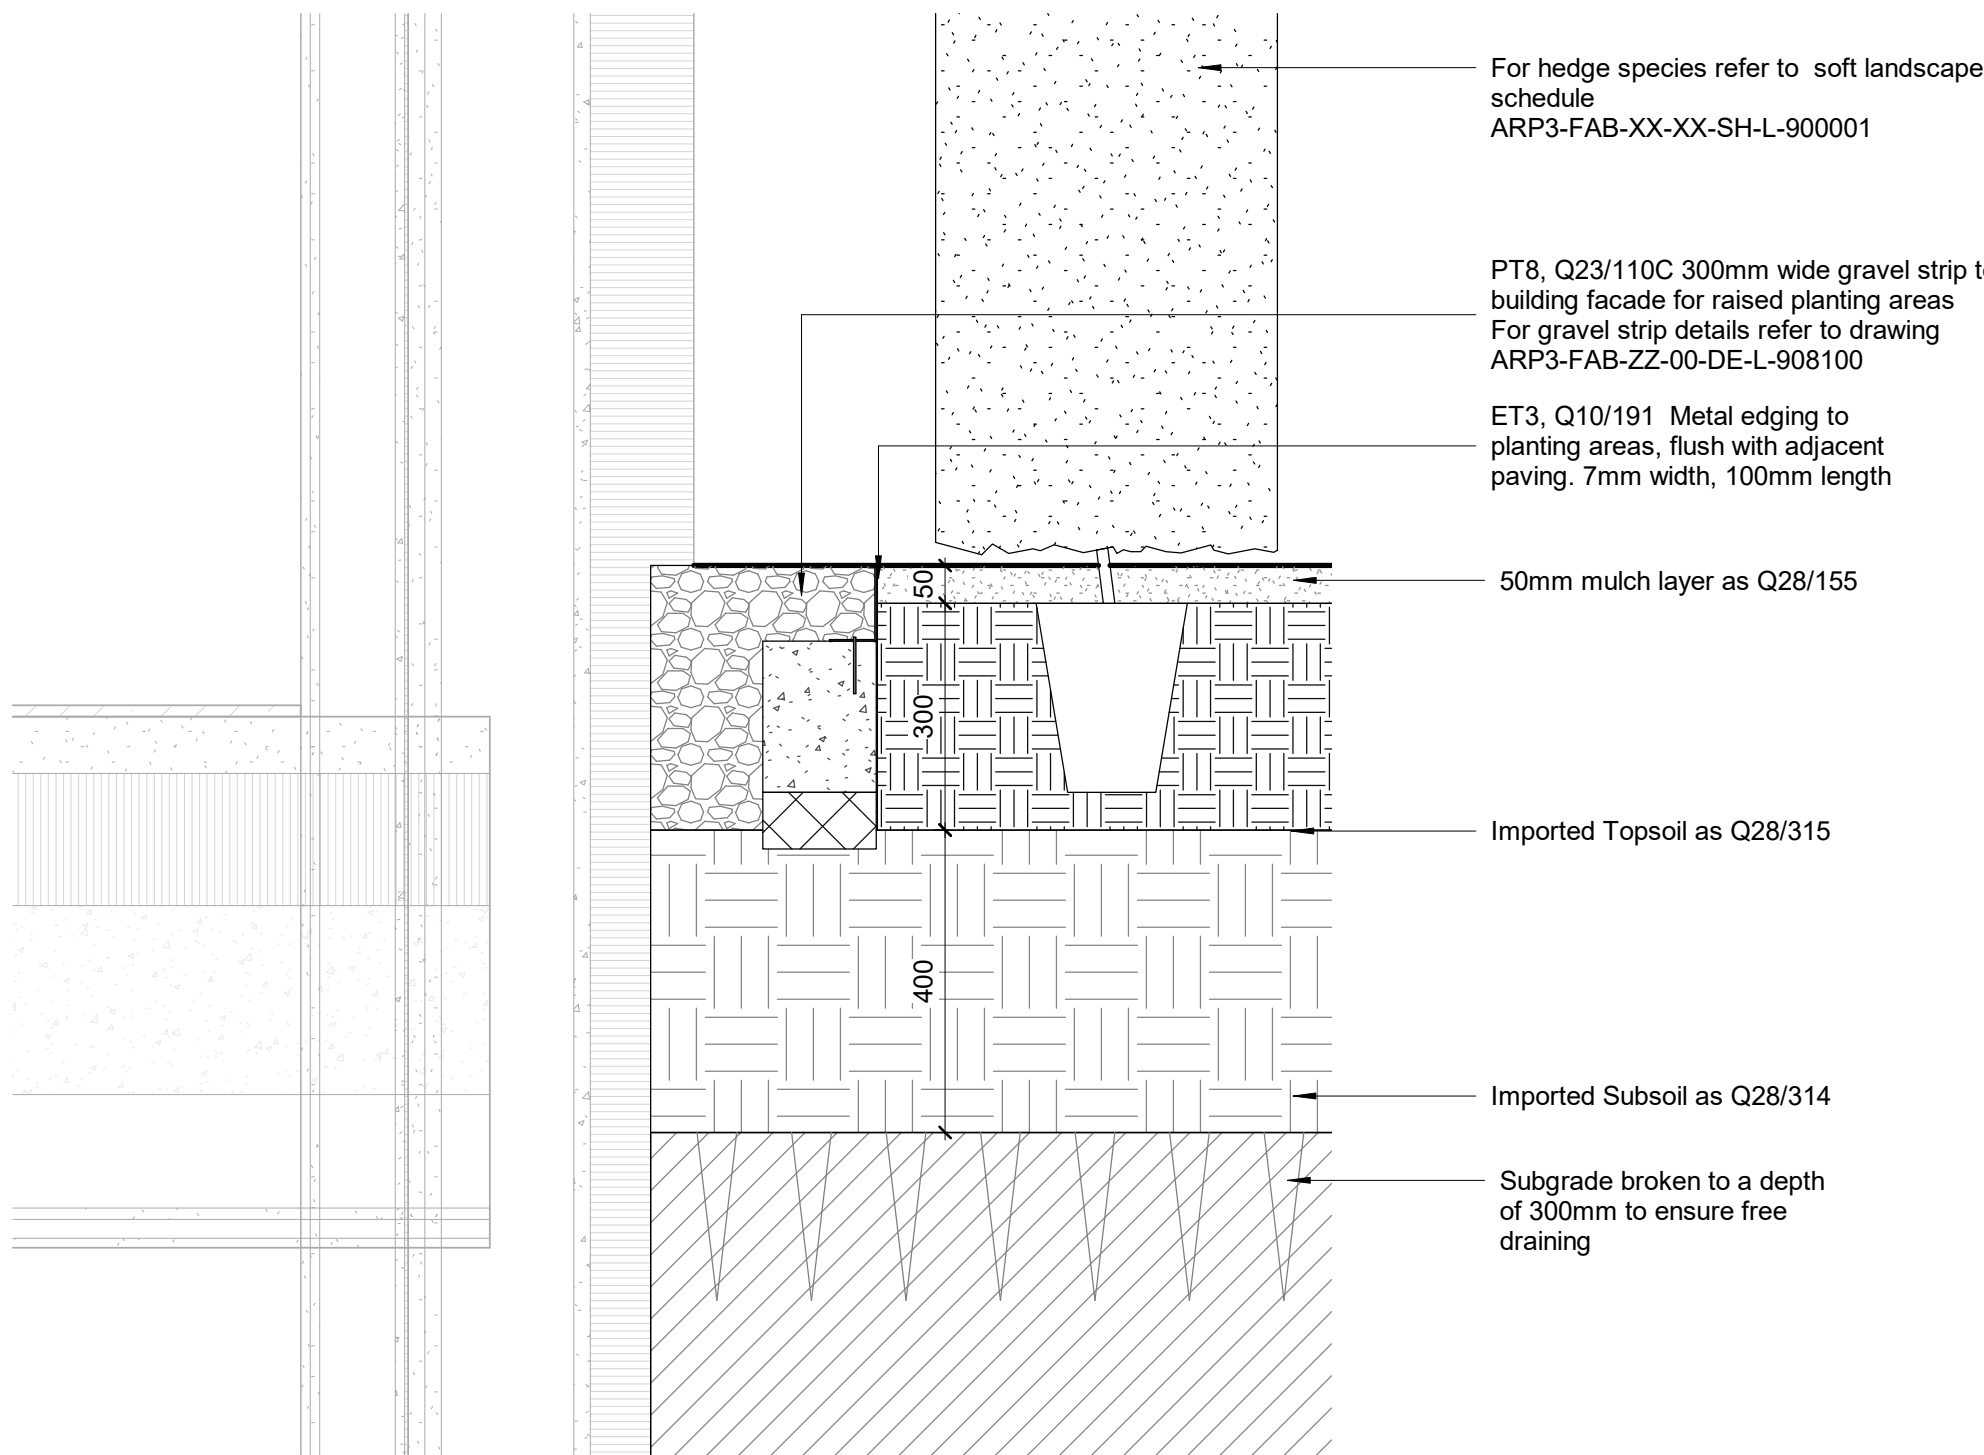 For hedge species refer to soft landscape
schedule
ARP3-FAB-XX-XX-SH-L-900001
PT8, Q23/110C 300mm wide gravel strip
building facade for raised planting areas
For gravel strip details refer to drawing
ARP3-FAB-ZZ-00-DE-L-908100
ET3, Q10/191 Metal edging to
planting areas, flush with adjacent
paving. 7mm width, 100mm length
50
50mm mulch layer as Q28/155
300
Imported Topsoil as Q28/315
400
Imported Subsoil as Q28/314
Subgrade broken to a depth
of 300mm to ensure free
draining